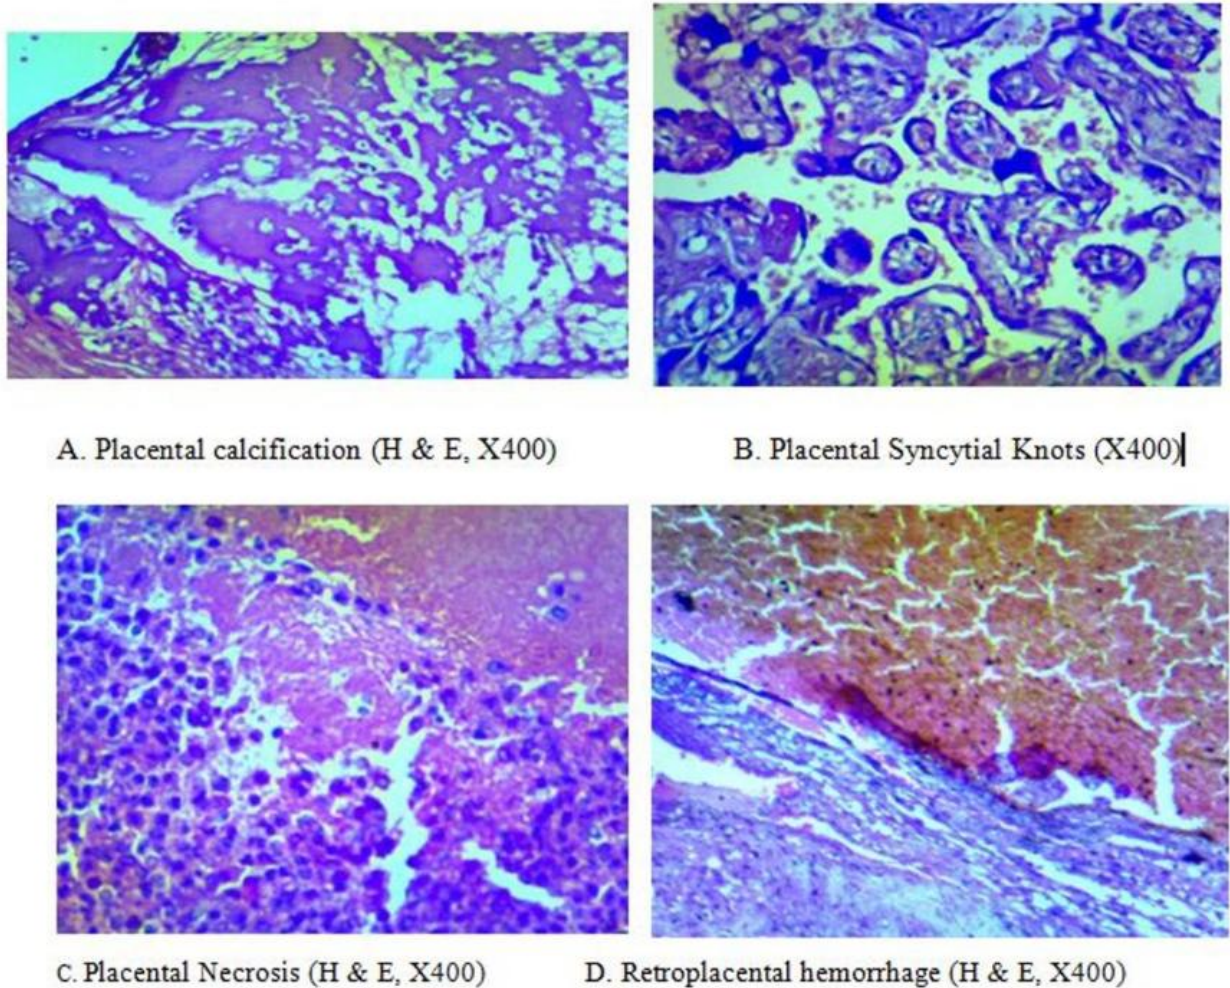 A. Placental calcification (H & E, X400)
B. Placental Syncytial Knots (X400)
C. Placental Necrosis (H & E, X400)
D. Retroplacental hemorrhage (H & E, X400)